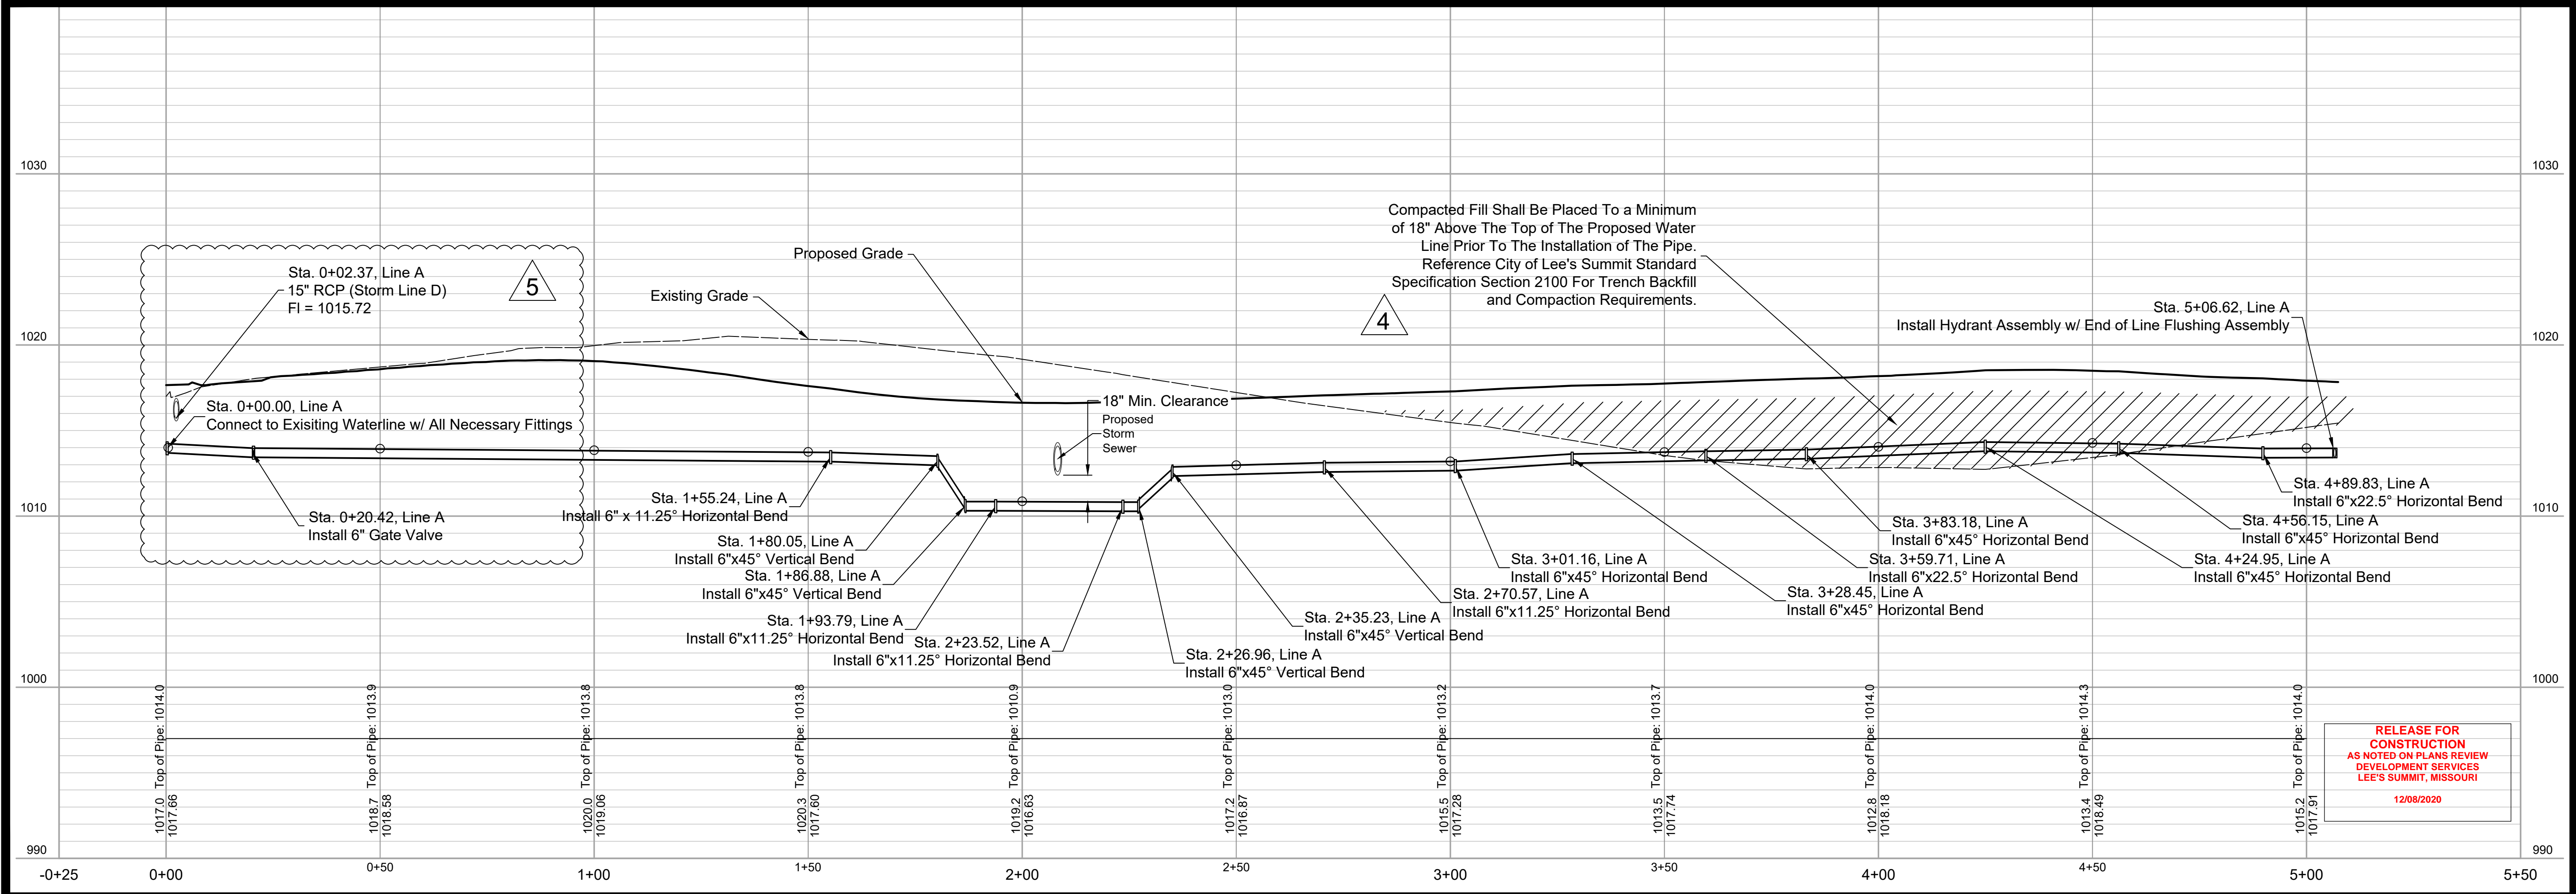 1030
1030
Compacted Fill Shall Be Placed To a Minimum
of 18" Above The Top of The Proposed Water
Line Prior To The Installation of The Pipe.
Reference City of Lee's Summit Standard
Specification Section 2100 For Trench Backfill
and Compaction Requirements.
Proposed Grade
Existing Grade
Sta. 0+02.37, Line A
15" RCP (Storm Line D)
Fl = 1015.72
5
4
Sta. 5+06.62, Line A
Install Hydrant Assembly w/ End of Line Flushing Assembly
1020
1020
Sta. 0+00.00, Line A
Connect to Exisiting Waterline w/ All Necessary Fittings
18" Min. Clearance
Proposed
Storm
Sewer
Sta. 0+20.42, Line A
Install 6" Gate Valve
Sta. 1+55.24, Line A
Install 6" x 11.25° Horizontal Bend
Sta. 1+80.05, Line A
Install 6"x45° Vertical Bend
Sta. 1+86.88, Line A
Install 6"x45° Vertical Bend
Sta. 1+93.79, Line A
Install 6"x11.25° Horizontal Bend
Sta. 2+23.52, Line A
Install 6"x11.25° Horizontal Bend
Sta. 2+26.96, Line A
Install 6"x45° Vertical Bend
Sta. 2+35.23, Line A
Install 6"x45° Vertical Bend
Sta. 2+70.57, Line A
Install 6"x11.25° Horizontal Bend
Sta. 3+01.16, Line A
Install 6"x45° Horizontal Bend
Sta. 3+28.45, Line A
Install 6"x45° Horizontal Bend
Sta. 3+59.71, Line A
Install 6"x22.5° Horizontal Bend
Sta. 3+83.18, Line A
Install 6"x45° Horizontal Bend
Sta. 4+24.95, Line A
Install 6"x45° Horizontal Bend
Sta. 4+56.15, Line A
Install 6"x45° Horizontal Bend
Sta. 4+89.83, Line A
Install 6"x22.5° Horizontal Bend
1010
1010
1000
1000
Top of Pipe: 1014.0
1017.0
1017.66
Top of Pipe: 1013.9
1018.7
1018.58
Top of Pipe: 1013.8
1020.0
1019.06
Top of Pipe: 1013.8
1020.3
1017.60
Top of Pipe: 1010.9
1019.2
1016.63
Top of Pipe: 1013.0
1017.2
1016.87
Top of Pipe: 1013.2
1015.5
1017.28
Top of Pipe: 1013.7
1013.5
1017.74
Top of Pipe: 1014.0
1012.8
1018.18
Top of Pipe: 1014.3
1013.4
1018.49
Top of Pipe: 1014.0
1015.2
1017.91
RELEASE FOR
CONSTRUCTION
AS NOTED ON PLANS REVIEW
DEVELOPMENT SERVICES
LEE'S SUMMIT, MISSOURI
12/08/2020
990
990
-0+25
0+00
0+50
1+00
1+50
2+00
2+50
3+00
3+50
4+00
4+50
5+00
5+50